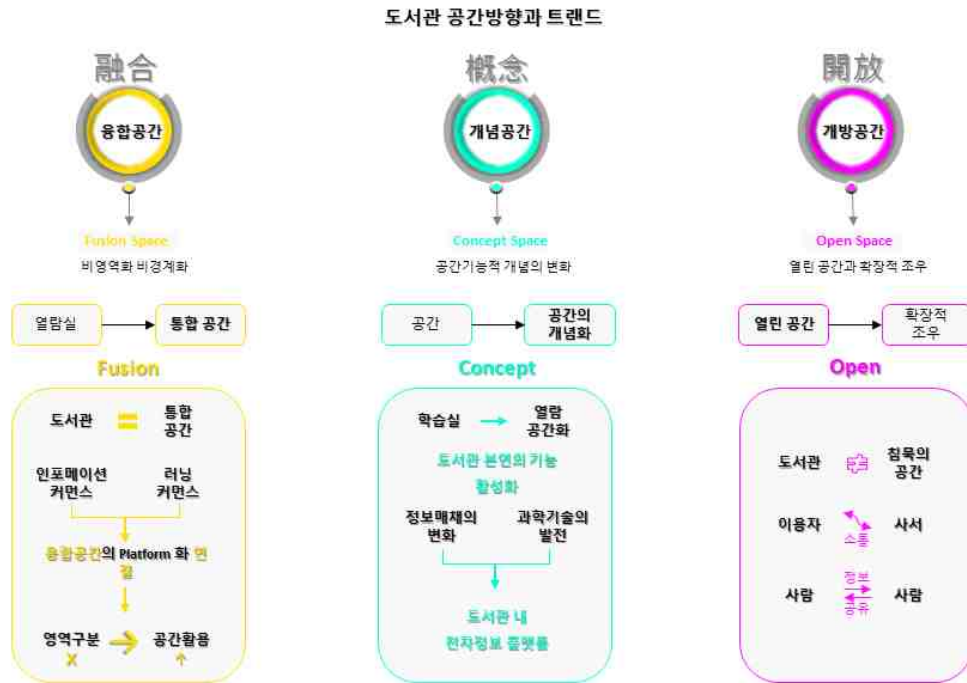 도서관 공간방향과 트랜드
融合
융합공간
Fusion Space
비영역화 비경계화
열람실
통합 공간
Fusion
도서관
통합
공간
인포메이션
커먼스
러닝
커먼스
융합공간의 Platform 화 연
결
영역구분
X
공간활용
概念
개념공간
Concept Space
공간기능적 개념의 변화
공간
공간의
개념화
Concept
학습실
열람
공간화
도서관 본연의 기능
활성화
정보매채의
변화
과학기술의
발전
도서관 내
전자정보 플랫폼
開放
개방공간
Open Space
열린 공간과 확장적 조우
열린 공간
확장적
조우
Open
도서관
침묵의
공간
이용자
소통
사서
사람
정보
공유
사람